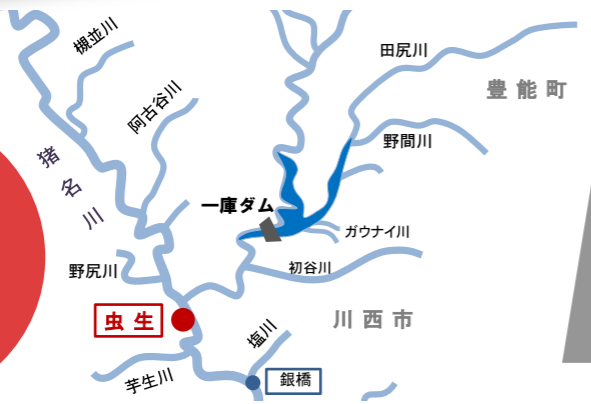 槻並川
田尻川
豊能町
阿古谷川
野間川
猪名川
一庫ダム
ガウナイ川
野尻川
初谷川
虫生
川西市
塩川
芋生川
銀橋